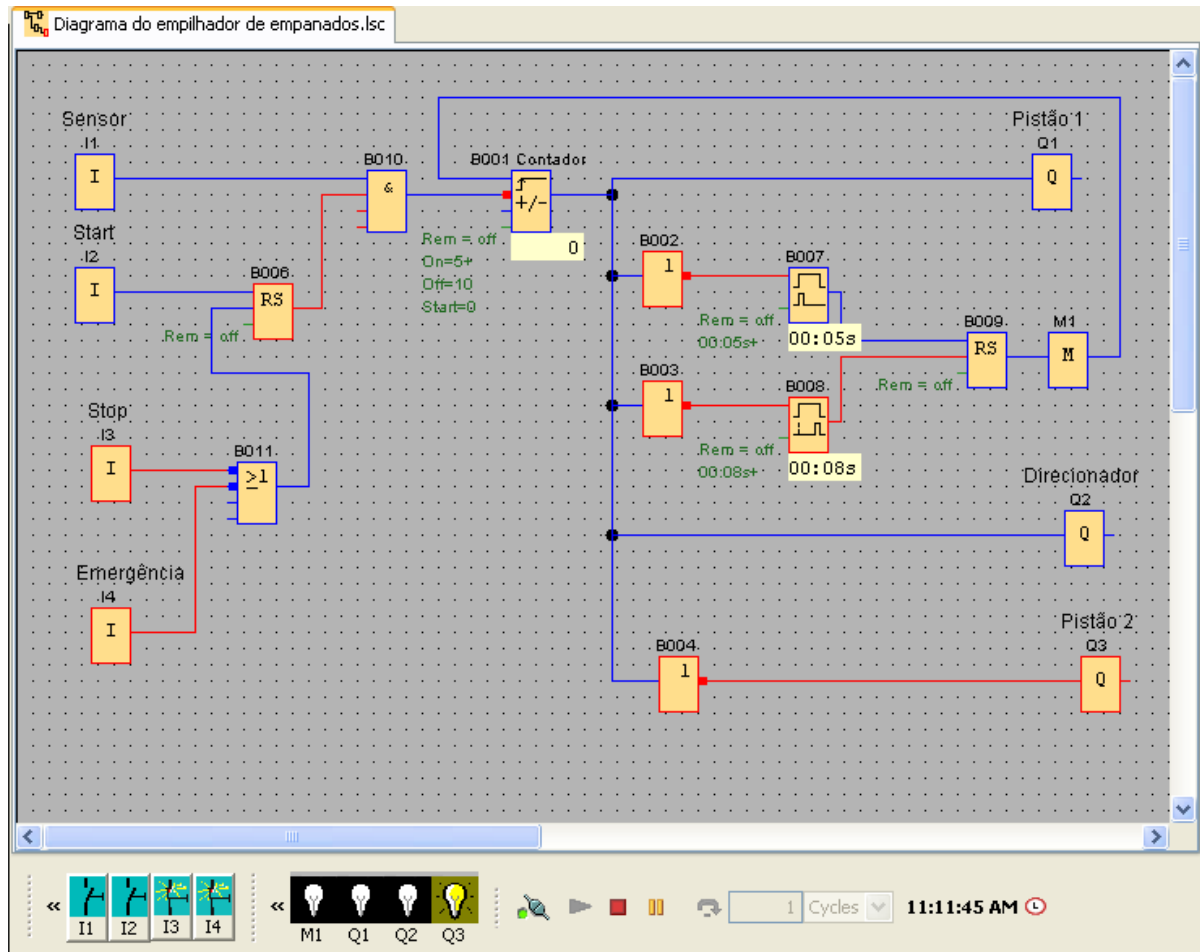 Diagrama do empilhador de empanados.lsc
Sensor
I1
I
Start
I2
I
B006
RS
Rem = off
Stop
I3
I
B011
≥1
Emergência
I4
I
B010
&
B001 Contador
+/-
Rem = off
On=5+
Off=10
Start=0
0
B002
1
B007
Rem = off
00:05s+
00:05s
B003
1
B008
Rem = off
00:08s+
00:08s
B009
RS
Rem = off
M1
M
Pistão 1
Q1
Q
Direcionador
Q2
Q
B004
1
Pistão 2
Q3
Q
« I1 I2 I3 I4 « M1 Q1 Q2 Q3 1 Cycles 11:11:45 AM